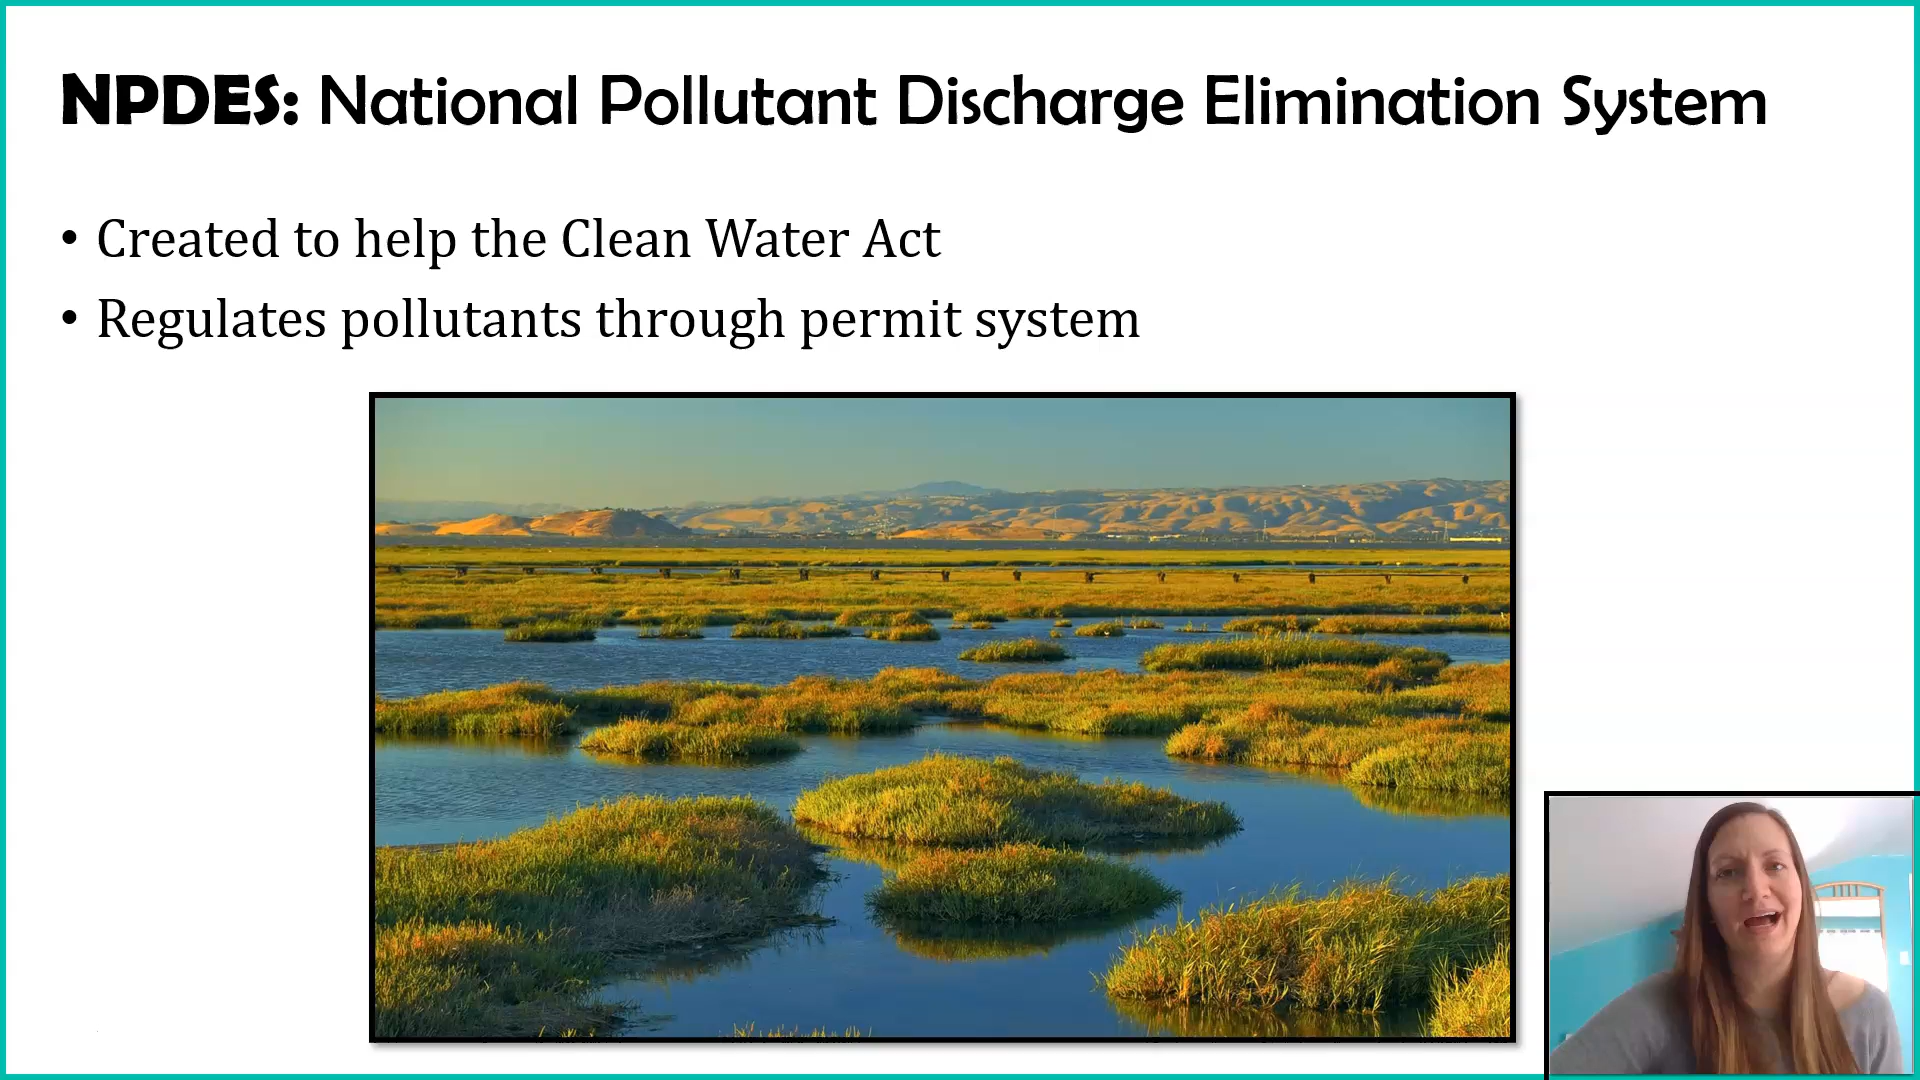 NPDES: National Pollutant Discharge Elimination System
• Created to help the Clean Water Act
• Regulates pollutants through permit system